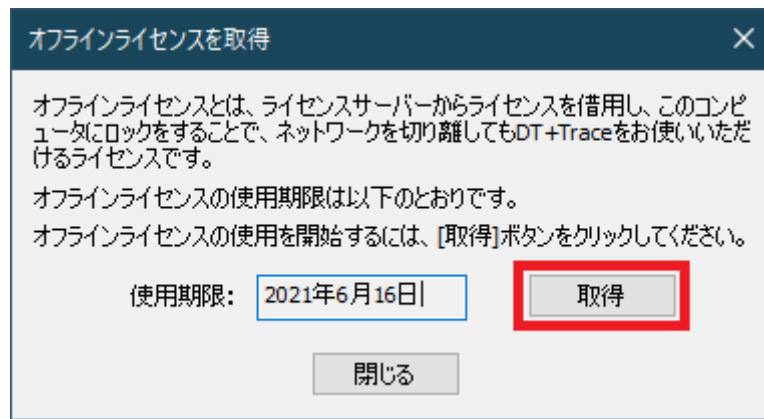 オフラインライセンスを取得
オフラインライセンスとは、ライセンスサーバーからライセンスを借用し、このコンピ
ュータにロックをすることで、ネットワークを切り離してもDT+Traceをお使いいただ
けるライセンスです。
オフラインライセンスの使用期限は以下のとおりです。
オフラインライセンスの使用を開始するには、[取得]ボタンをクリックしてください。
使用期限: 2021年6月16日 取得
閉じる